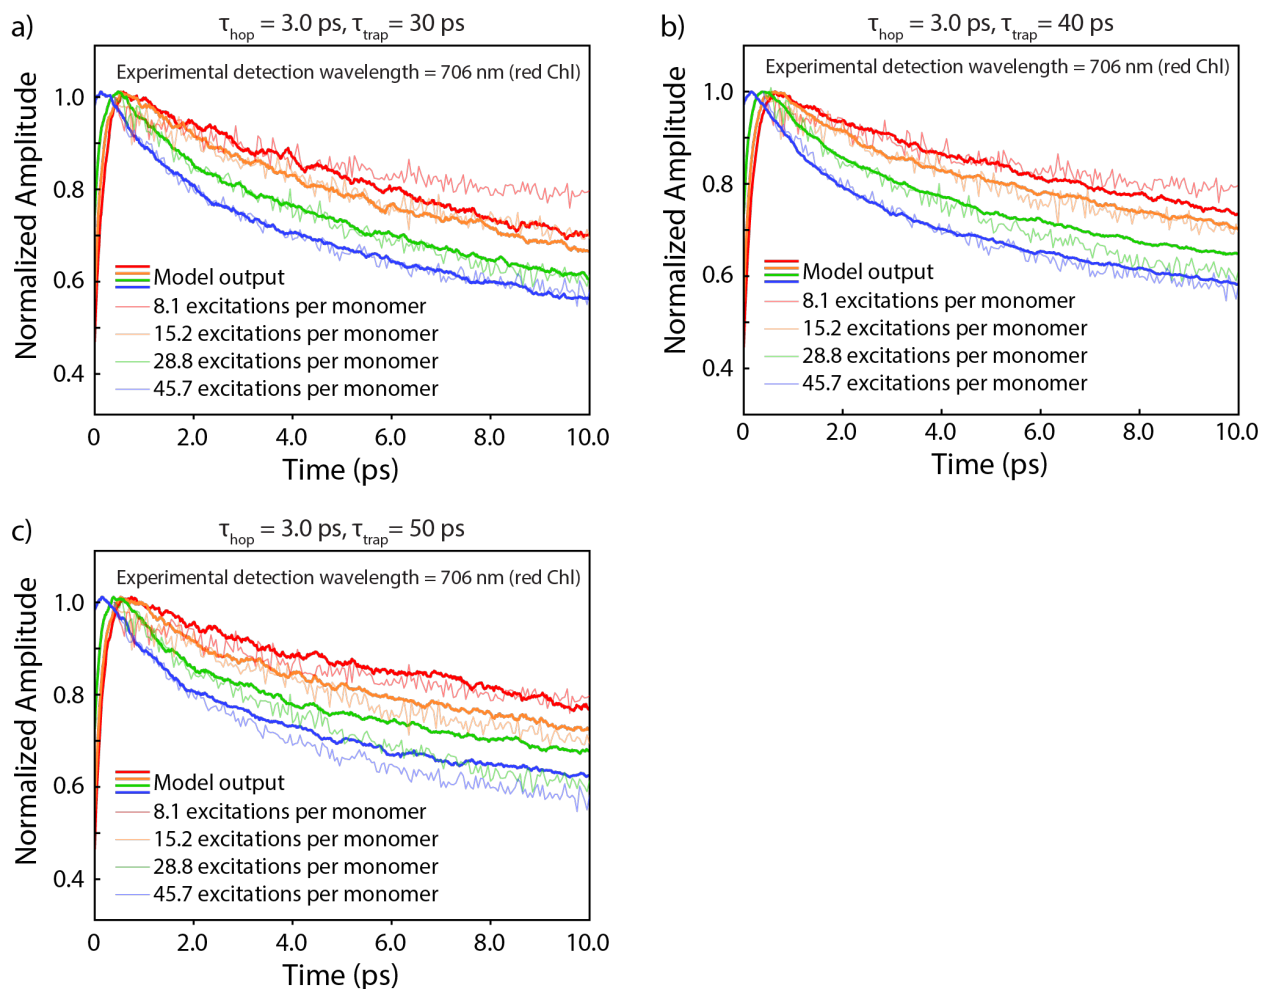 a)
τhop = 3.0 ps, τtrap = 30 ps
Experimental detection wavelength = 706 nm (red Chl)
Normalized Amplitude
1.0
0.8
0.6
0.4
Model output
8.1 excitations per monomer
15.2 excitations per monomer
28.8 excitations per monomer
45.7 excitations per monomer
0 2.0 4.0 6.0 8.0 10.0
Time (ps)
b)
τhop = 3.0 ps, τtrap = 40 ps
Experimental detection wavelength = 706 nm (red Chl)
Normalized Amplitude
1.0
0.8
0.6
0.4
Model output
8.1 excitations per monomer
15.2 excitations per monomer
28.8 excitations per monomer
45.7 excitations per monomer
0 2.0 4.0 6.0 8.0 10.0
Time (ps)
c)
τhop = 3.0 ps, τtrap= 50 ps
Experimental detection wavelength = 706 nm (red Chl)
Normalized Amplitude
1.0
0.8
0.6
0.4
Model output
8.1 excitations per monomer
15.2 excitations per monomer
28.8 excitations per monomer
45.7 excitations per monomer
0 2.0 4.0 6.0 8.0 10.0
Time (ps)